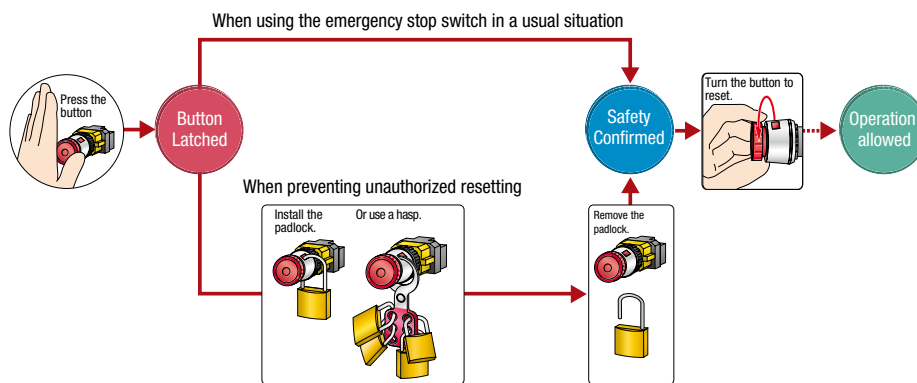 When using the emergency stop switch in a usual situation
Press the
button
Button
Latched
Safety
Confirmed
Turn the button to
reset.
Operation
allowed
When preventing unauthorized resetting
Install the
padlock.
Or use a hasp.
Remove the
padlock.